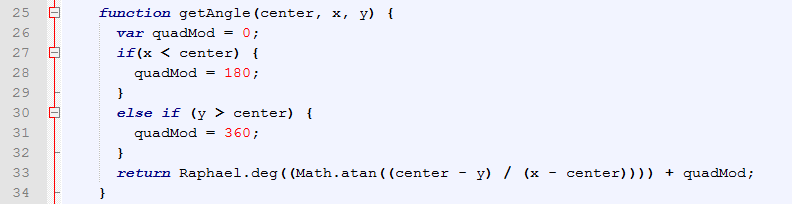 25 function getAngle(center, x, y) {
26 var quadMod = 0;
27 if(x < center) {
28 quadMod = 180;
29 }
30 else if (y > center) {
31 quadMod = 360;
32 }
33 return Raphael.deg((Math.atan((center - y) / (x - center)))) + quadMod;
34 }